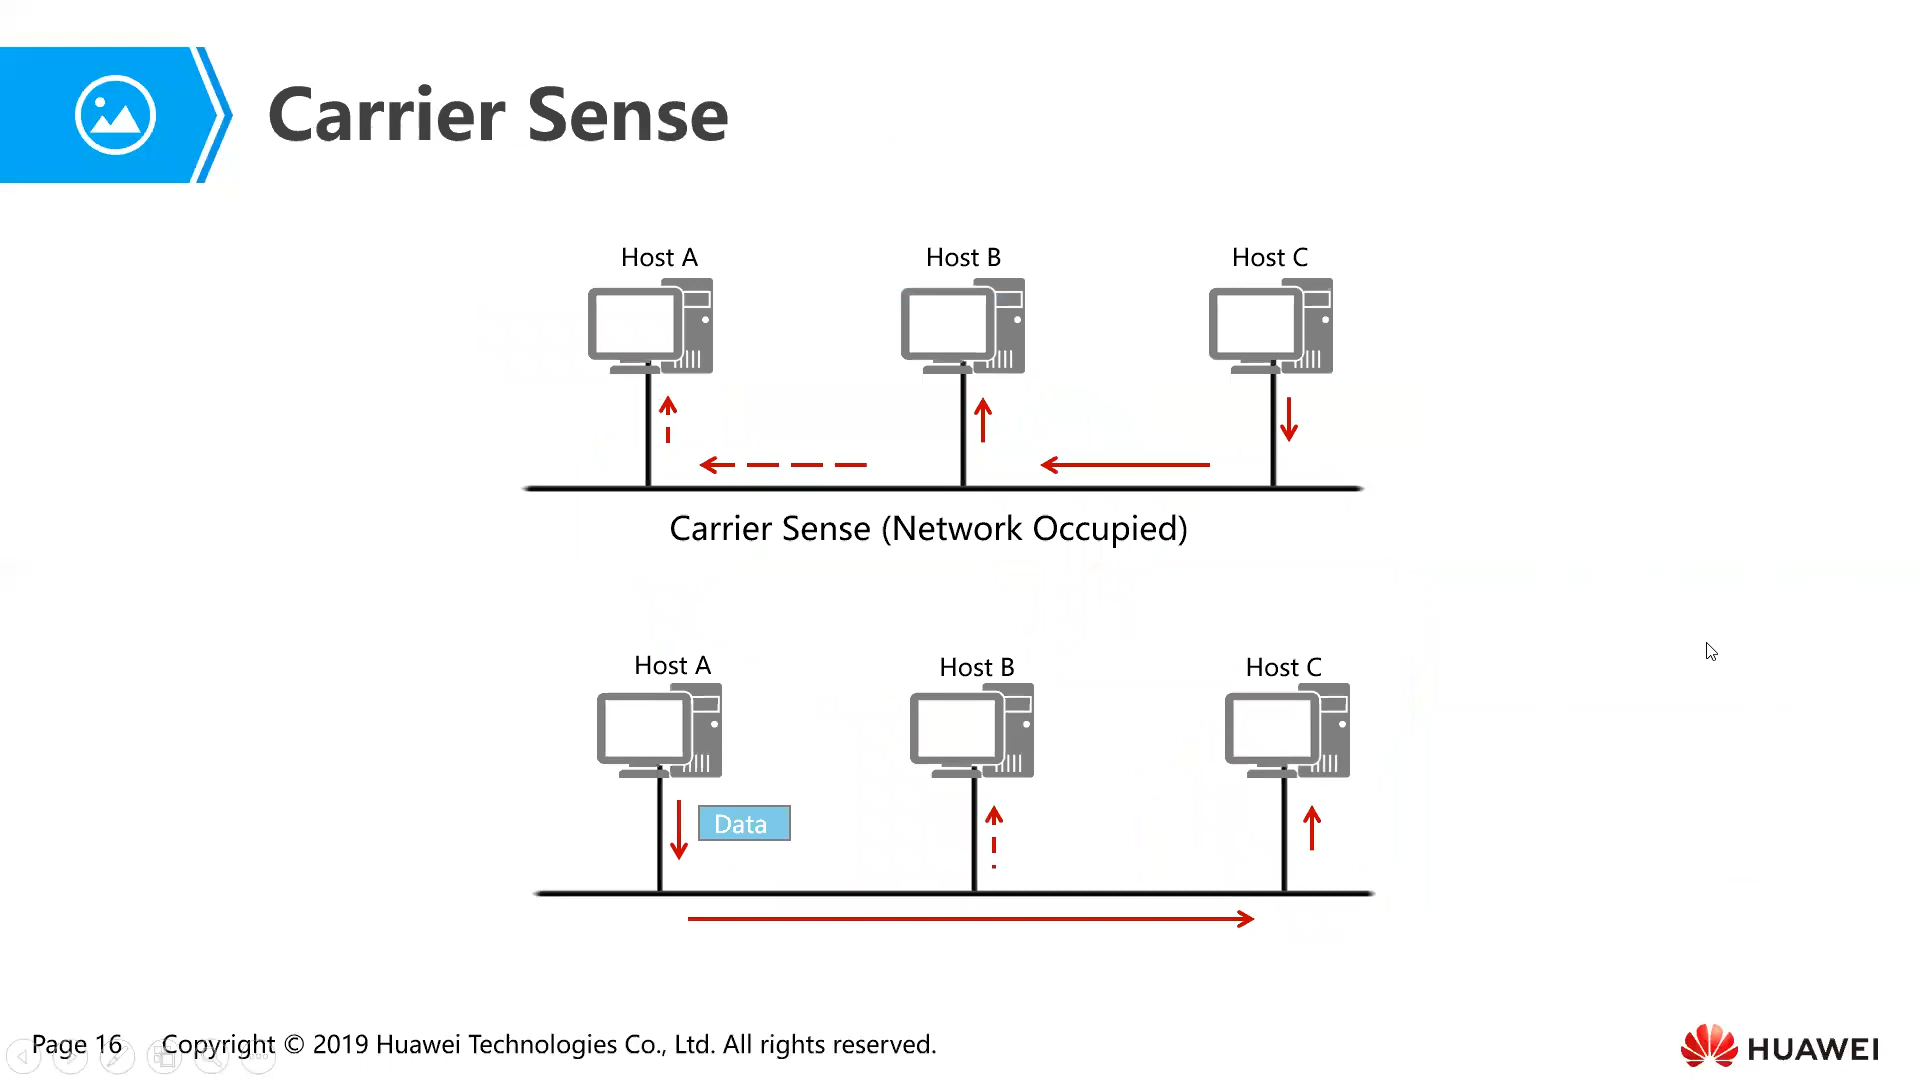 Carrier Sense
Host A
Host B
Host C
Carrier Sense (Network Occupied)
Host A
Host B
Host C
Data
Page 16
Copyright © 2019 Huawei Technologies Co., Ltd. All rights reserved.
HUAWEI